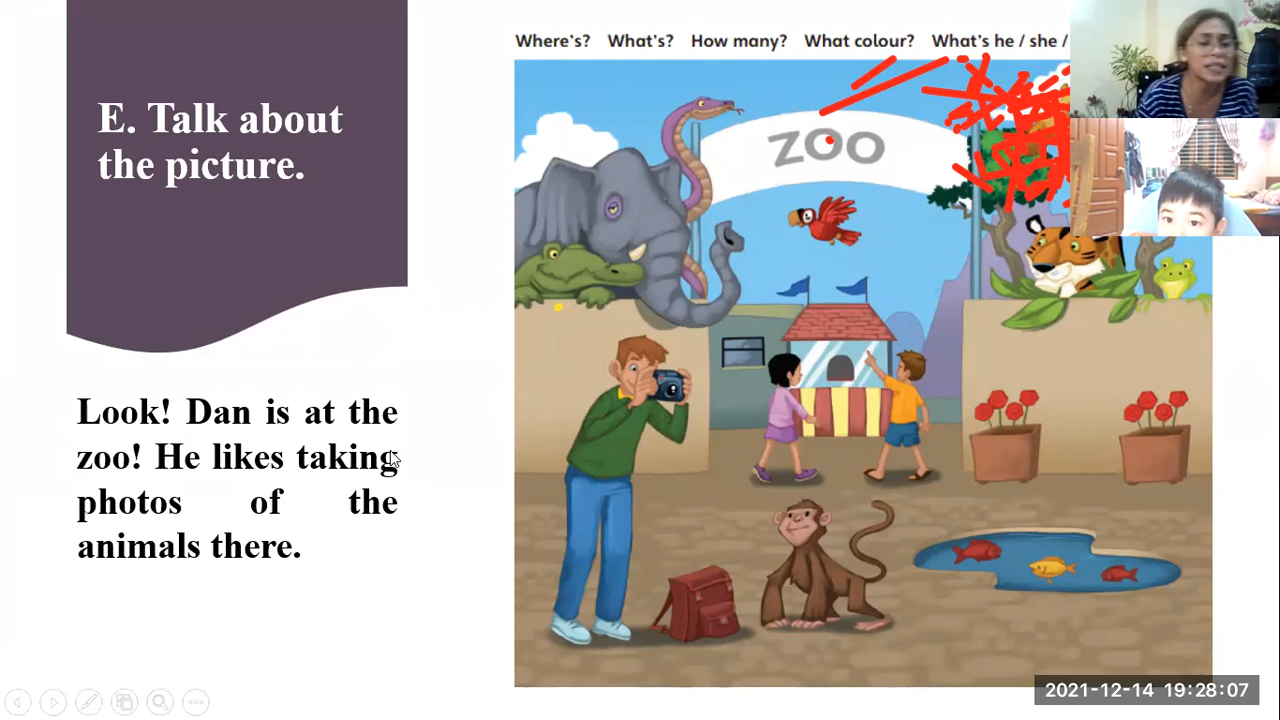 E. Talk about
the picture.
Where's? What's? How many? What colour? What's he / she /
ZOO
Look! Dan is at the
zoo! He likes taking
photos of the
animals there.
2021-12-14 19:28:07